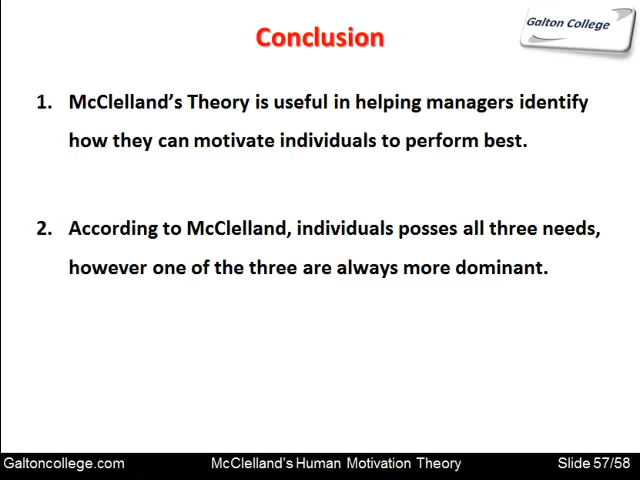 Conclusion
Galton College
1. McClelland's Theory is useful in helping managers identify
how they can motivate individuals to perform best.
2. According to McClelland, individuals posses all three needs,
however one of the three are always more dominant.
Galtoncollege.com McClelland's Human Motivation Theory Slide 57/58